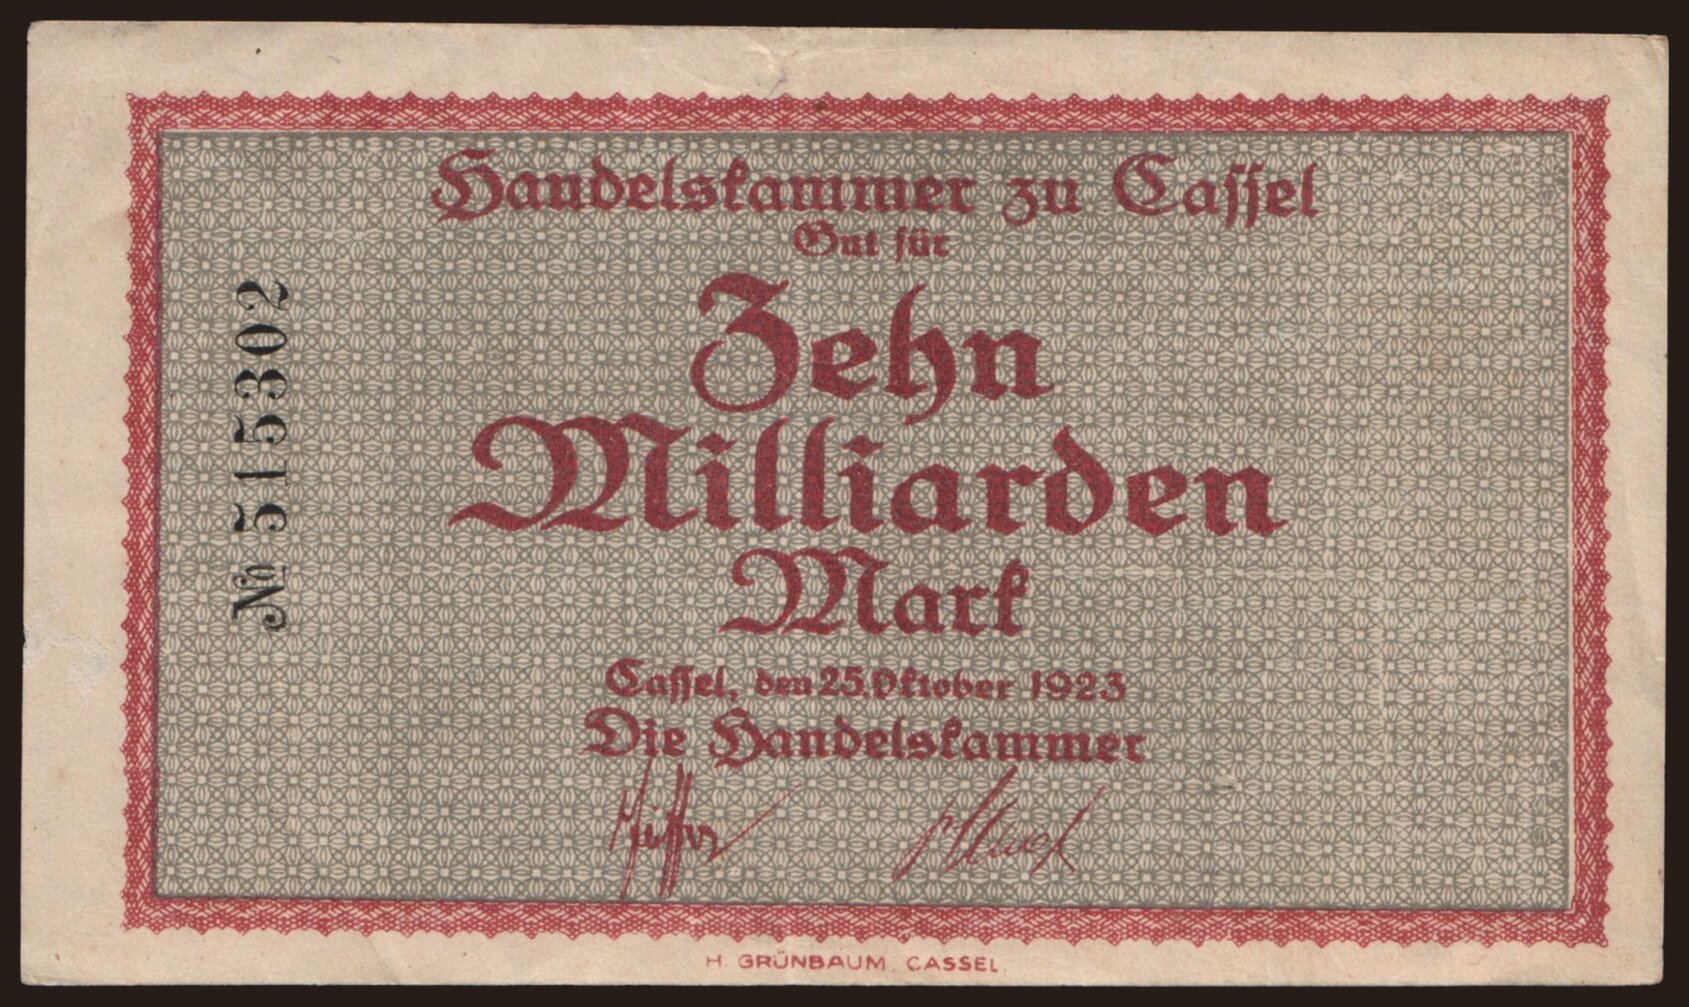 Handelskammer zu Cassel
Gut für
Zehn
Milliarden
Mark
Cassel, den 25. Oktober 1923
Die Handelskammer
№ 515302
H. GRÜNBAUM, CASSEL.